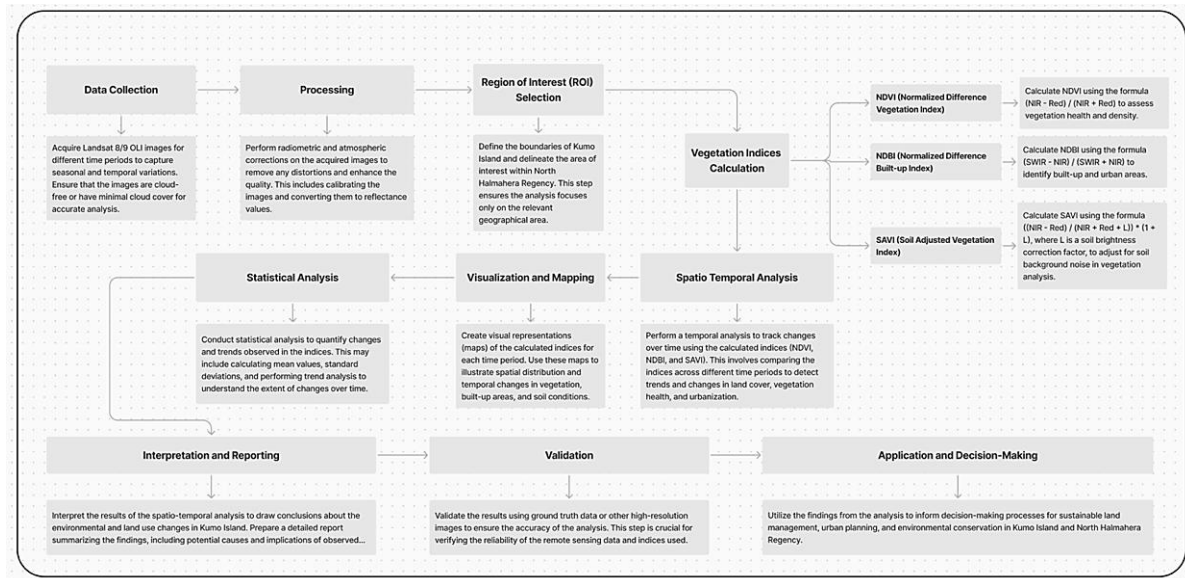 Data Collection
Acquire Landsat 8/9 OLI images for
different time periods to capture
seasonal and temporal variations.
Ensure that the images are cloud-
free or have minimal cloud cover for
accurate analysis.
Processing
Perform radiometric and atmospheric
corrections on the acquired images to
remove any distortions and enhance the
quality. This includes calibrating the
images and converting them to reflectance
values.
Region of Interest (ROI)
Selection
Define the boundaries of Kumo
Island and delineate the area of
interest within North Halmahera
Regency. This step
ensures the analysis focuses
only on the relevant
geographical area.
Vegetation Indices
Calculation
NDVI (Normalized Difference
Vegetation Index)
Calculate NDVI using the formula
(NIR - Red) / (NIR + Red) to assess
vegetation health and density.
NDBI (Normalized Difference
Built-up Index)
Calculate NDBI using the formula
(SWIR - NIR) / (SWIR + NIR) to
identify built-up and urban areas.
SAVI (Soil Adjusted Vegetation
Index)
Calculate SAVI using the formula
((NIR - Red) / (NIR + Red + L)) * (1 +
L), where L is a soil brightness
correction factor, to adjust for soil
background noise in vegetation
analysis.
Spatio Temporal Analysis
Perform a temporal analysis to track changes
over time using the calculated indices (NDVI,
NDBI, and SAVI). This involves comparing the
indices across different time periods to detect
trends and changes in land cover, vegetation
health, and urbanization.
Visualization and Mapping
Create visual representations
(maps) of the calculated indices for
each time period. Use these maps to
illustrate spatial distribution and
temporal changes in vegetation,
built-up areas, and soil conditions.
Statistical Analysis
Conduct statistical analysis to quantify changes
and trends observed in the indices. This may
include calculating mean values, standard
deviations, and performing trend analysis to
understand the extent of changes over time.
Interpretation and Reporting
Interpret the results of the spatio-temporal analysis to draw conclusions about the
environmental and land use changes in Kumo Island. Prepare a detailed report
summarizing the findings, including potential causes and implications of observed...
Validation
Validate the results using ground truth data or other high-resolution
images to ensure the accuracy of the analysis. This step is crucial for
verifying the reliability of the remote sensing data and indices used.
Application and Decision-Making
Utilize the findings from the analysis to inform decision-making processes for sustainable land
management, urban planning, and environmental conservation in Kumo Island and North Halmahera
Regency.